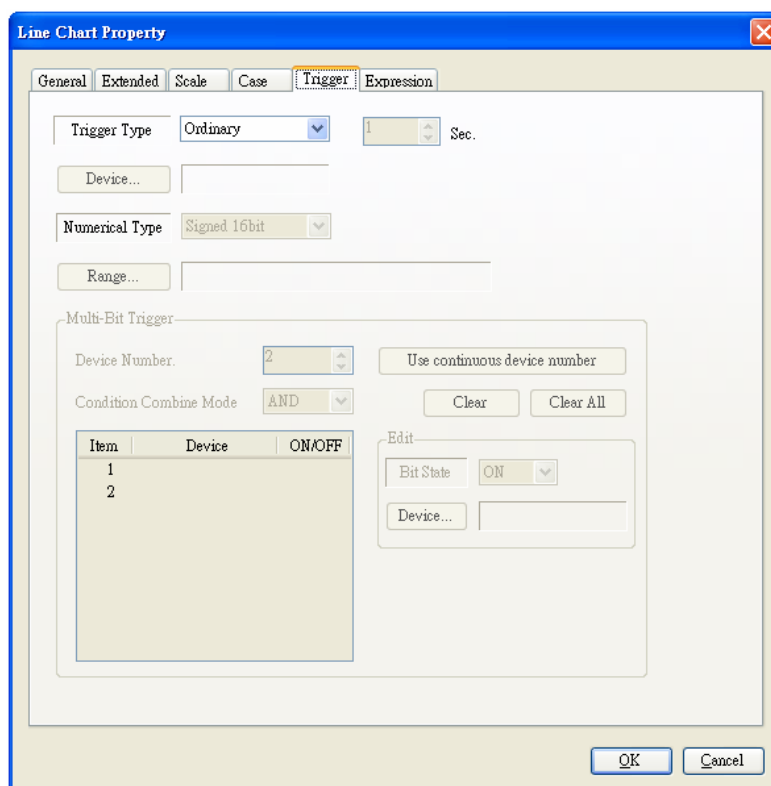 Line Chart Property
General Extended Scale Case Trigger Expression
Trigger Type Ordinary 1 Sec.
Device...
Numerical Type Signed 16bit
Range...
Multi-Bit Trigger
Device Number. 2 Use continuous device number
Condition Combine Mode AND Clear Clear All
Item Device ON/OFF
1
2
Edit
Bit State ON
Device...
OK Cancel